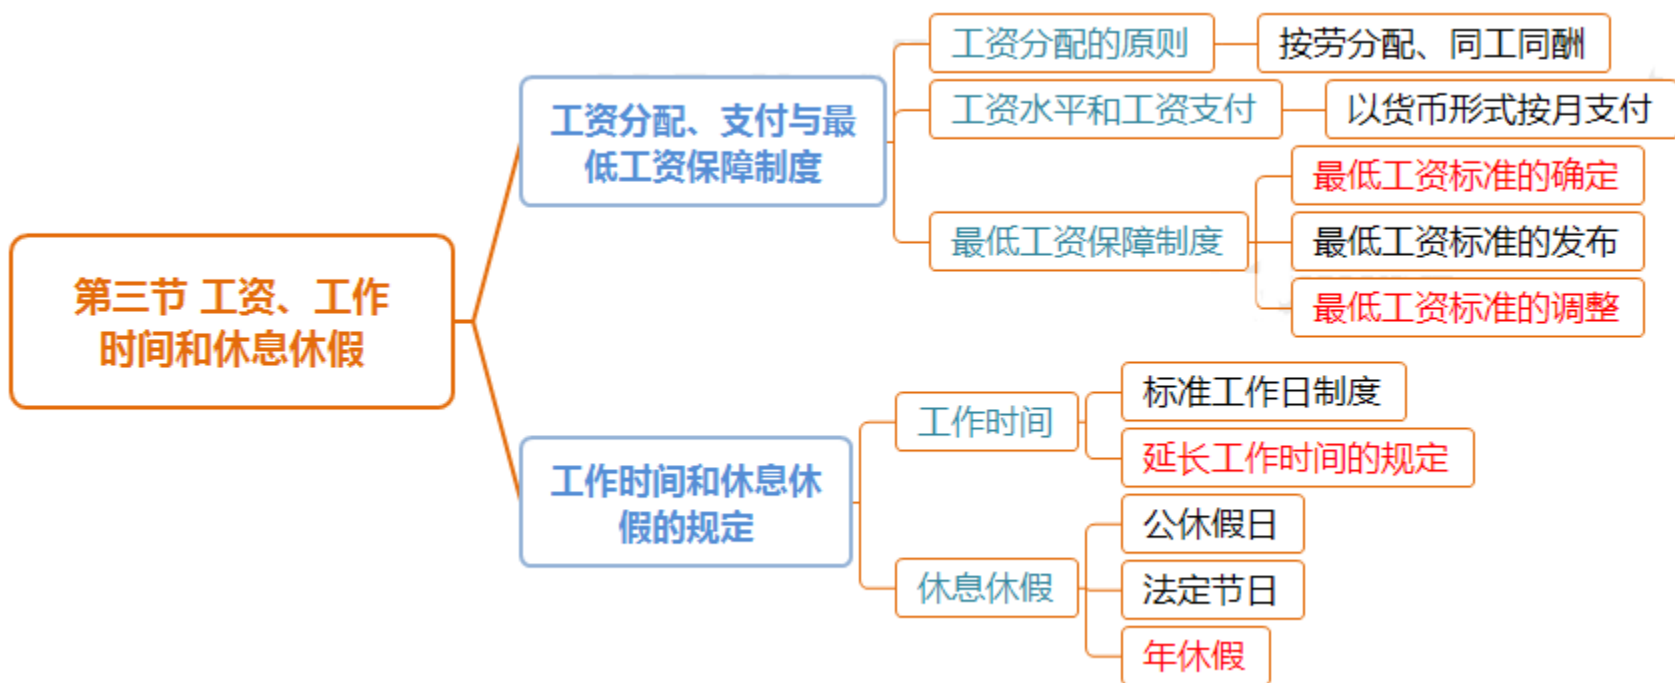 第三节 工资、工作
时间和休息休假
工资分配、支付与最
低工资保障制度
工资分配的原则
按劳分配、同工同酬
工资水平和工资支付
以货币形式按月支付
最低工资保障制度
最低工资标准的确定
最低工资标准的发布
最低工资标准的调整
工作时间和休息休
假的规定
工作时间
标准工作日制度
延长工作时间的规定
休息休假
公休假日
法定节日
年休假